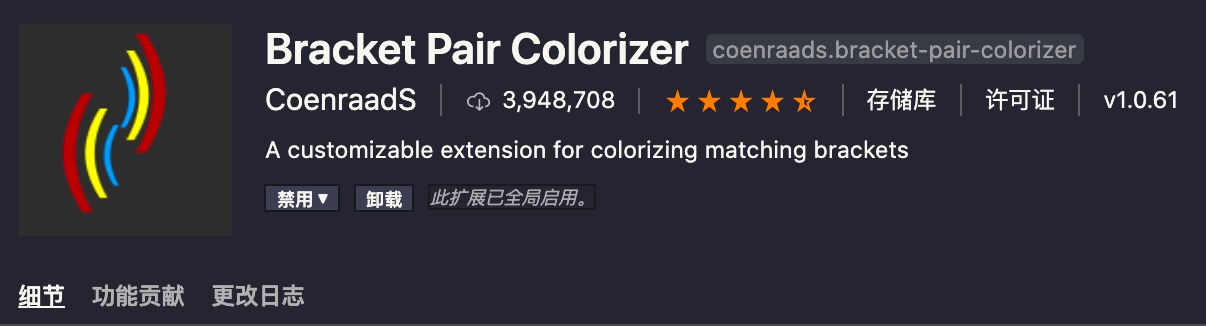 Bracket Pair Colorizer coenraads.bracket-pair-colorizer
CoenraadS 3,948,708 存储库 许可证 v1.0.61
A customizable extension for colorizing matching brackets
禁用 卸载 此扩展已全局启用。
细节 功能贡献 更改日志